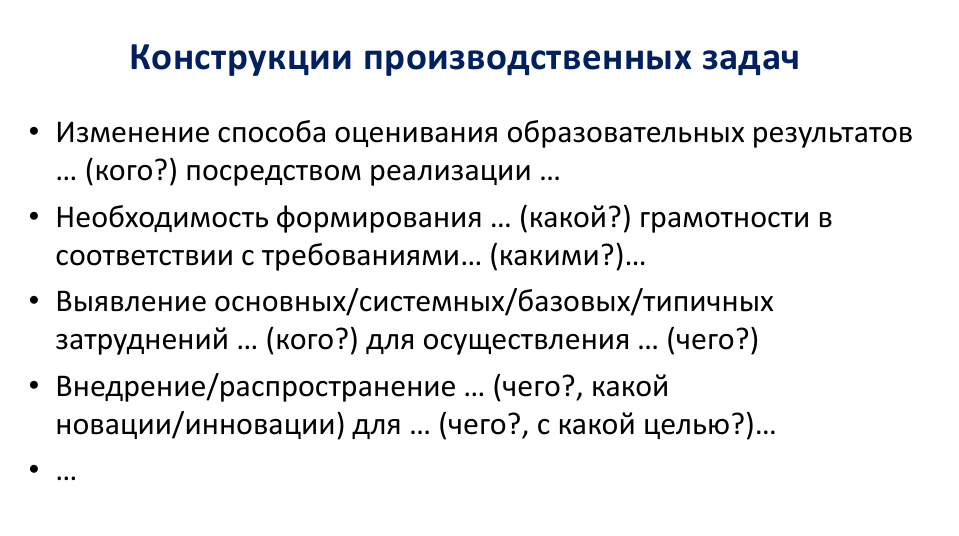 Конструкции производственных задач
• Изменение способа оценивания образовательных результатов
... (кого?) посредством реализации ...
• Необходимость формирования ... (какой?) грамотности в
соответствии с требованиями... (какими?)...
• Выявление основных/системных/базовых/типичных
затруднений ... (кого?) для осуществления ... (чего?)
• Внедрение/распространение ... (чего?, какой
новации/инновации) для ... (чего?, с какой целью?)...
• ...